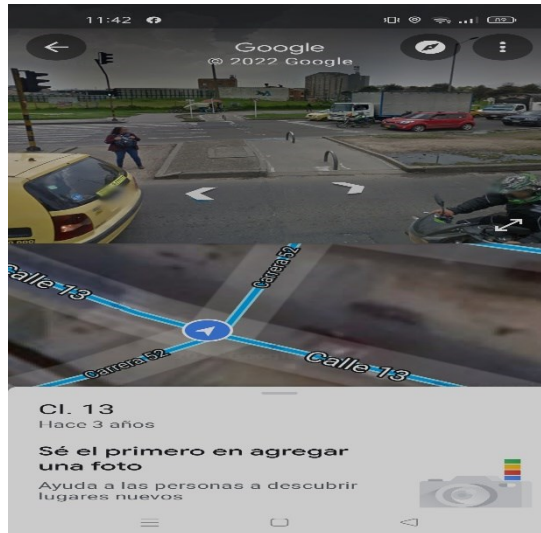 11:42
89
Google
© 2022 Google
Carrera 52
Calle 13
Carrera 52
Calle 13
Cl. 13
Hace 3 años
Sé el primero en agregar
una foto
Ayuda a las personas a descubrir
lugares nuevos